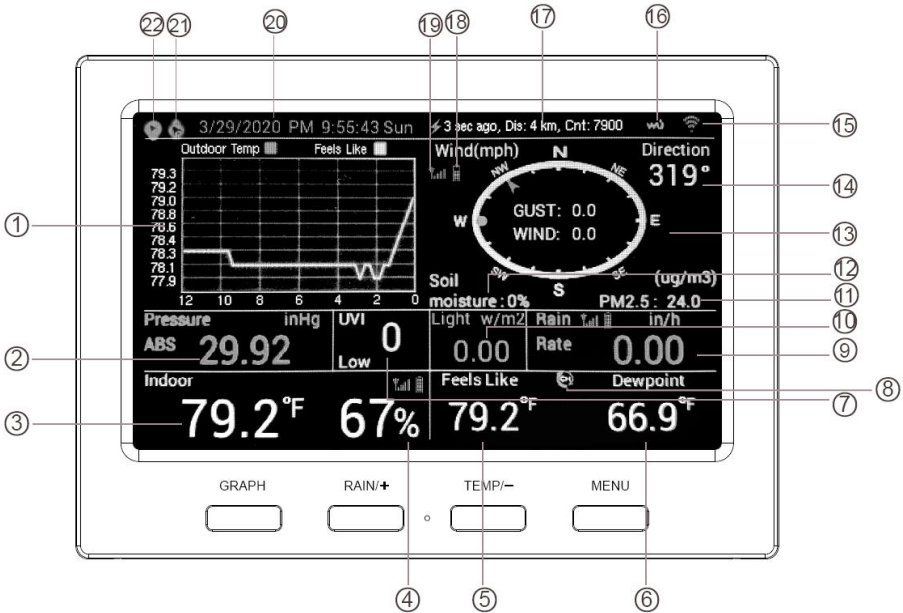 22 21 20 19 18 17 16
3/29/2020 PM 9:55:43 Sun
3 sec ago, Dis: 4 km, Cnt: 7900
wu
15
Outdoor Temp Feels Like
79.3
79.2
79.0
78.8
78.6
78.4
78.3
78.1
77.9
12 10 8 6 4 2 0
1
Wind(mph)
N
NE
E
SE
S
SW
W
NW
GUST: 0.0
WIND: 0.0
Direction
319°
14
13
Soil
moisture:0%
12
(ug/m3)
PM2.5: 24.0
11
Pressure inHg
ABS 29.92
2
UVI
0
Low
Light w/m2
0.00
10
Rain in/h
Rate 0.00
9
Indoor
79.2°F 67%
3
Feels Like
79.2°F
Dewpoint
66.9°F
8
7
GRAPH RAIN/+ TEMP/− MENU
4 5 6